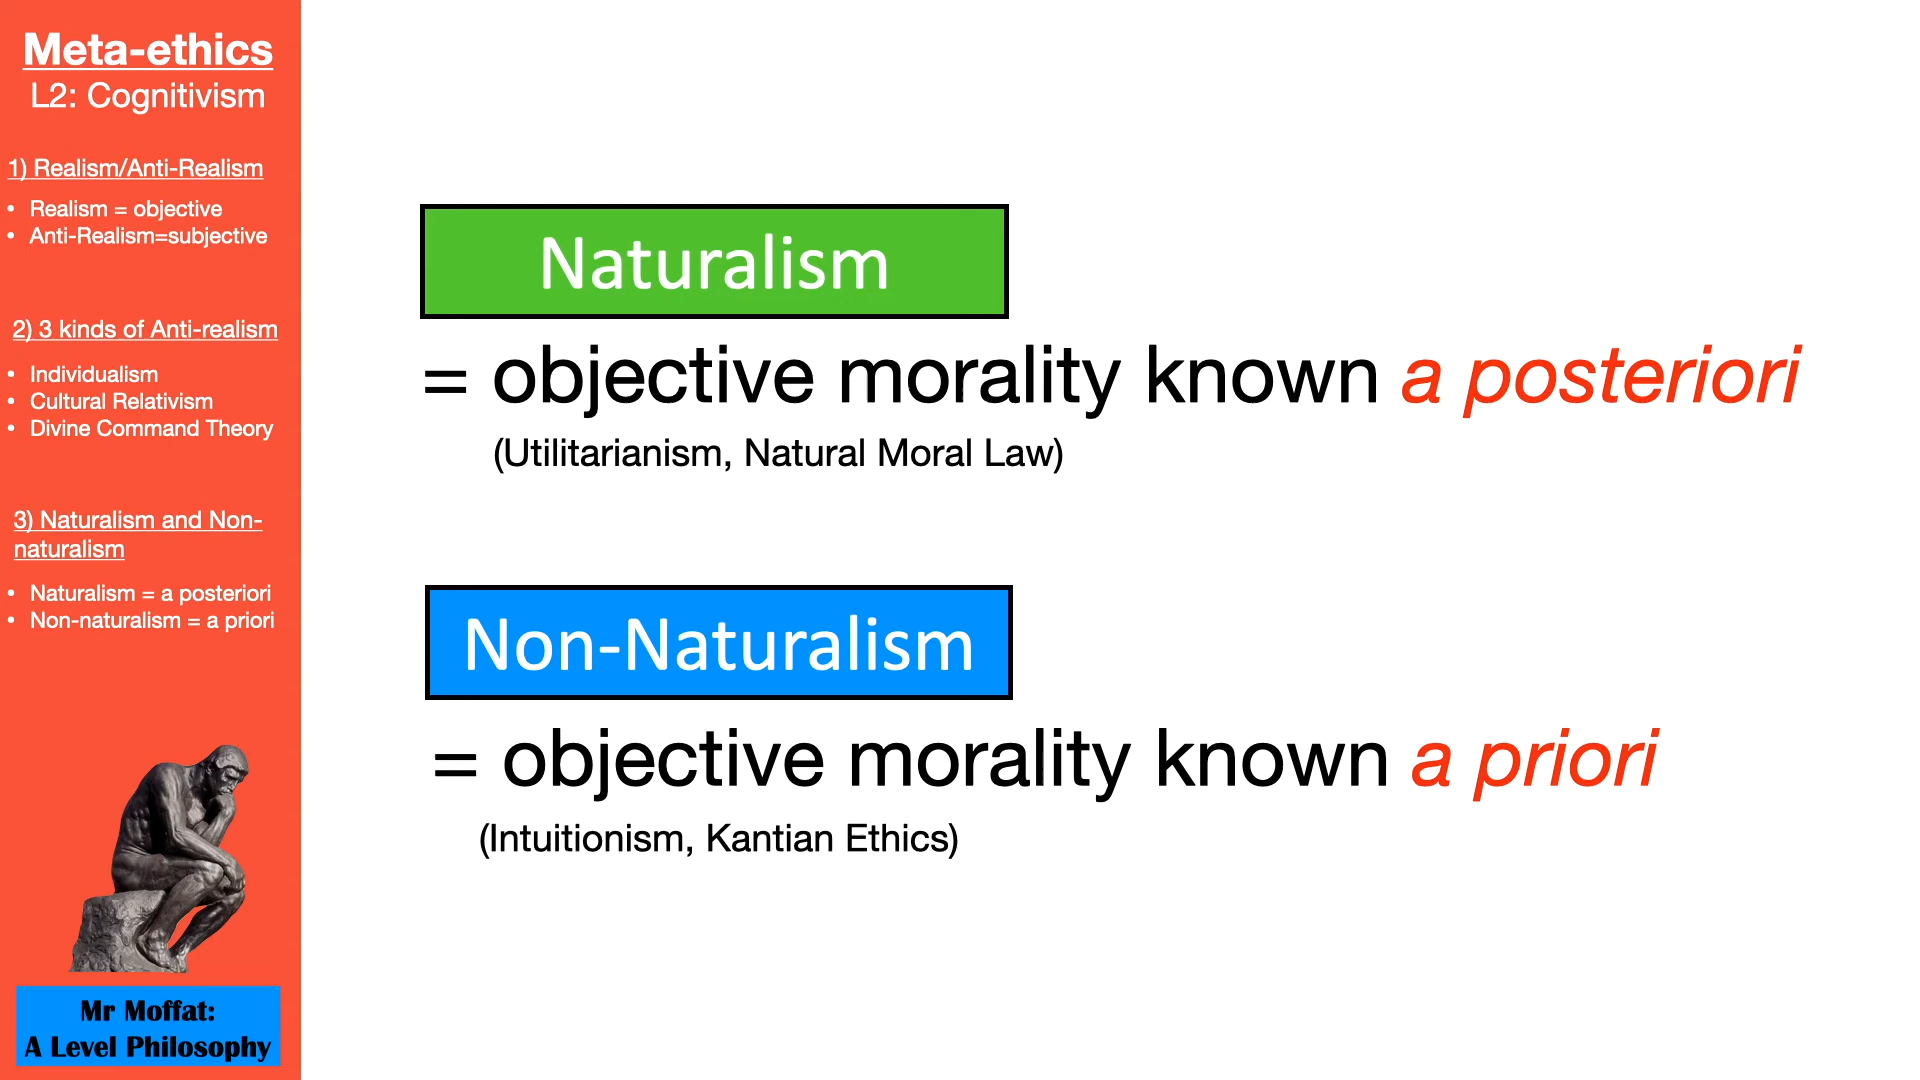 Meta-ethics
L2: Cognitivism
1) Realism/Anti-Realism
• Realism = objective
• Anti-Realism=subjective
2) 3 kinds of Anti-realism
• Individualism
• Cultural Relativism
• Divine Command Theory
3) Naturalism and Non-
naturalism
• Naturalism = a posteriori
• Non-naturalism = a priori
Mr Moffat:
A Level Philosophy
Naturalism
= objective morality known a posteriori
(Utilitarianism, Natural Moral Law)
Non-Naturalism
= objective morality known a priori
(Intuitionism, Kantian Ethics)